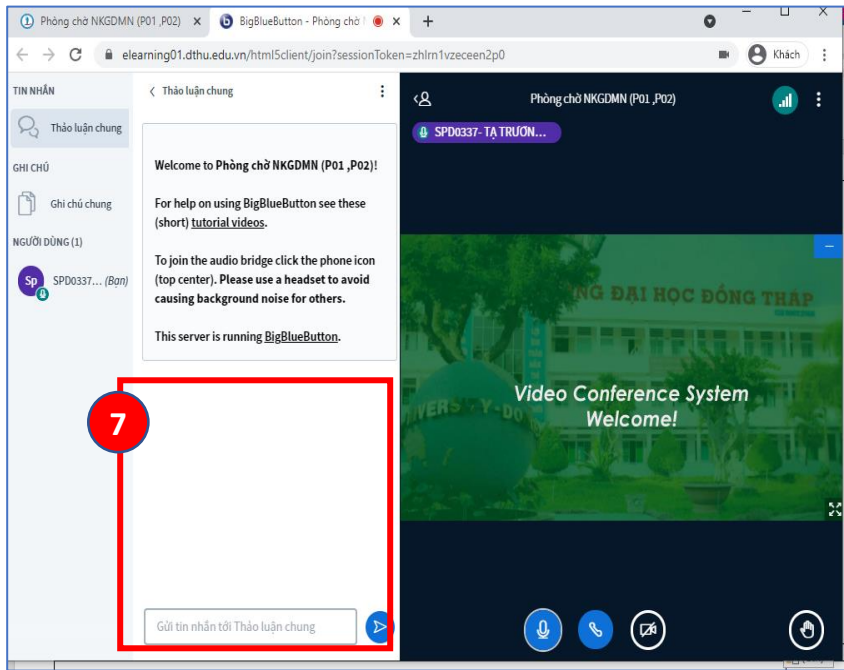 Phòng chờ NKGDMN (P01 ,P02)
BigBlueButton - Phòng chờ
elearning01.dthu.edu.vn/html5client/join?sessionToken=zhlrn1vzeceen2p0
Khách
TIN NHẮN
Thảo luận chung
GHI CHÚ
Ghi chú chung
NGƯỜI DÙNG (1)
Sp
SPD0337... (Bạn)
Thảo luận chung
Welcome to Phòng chờ NKGDMN (P01 ,P02)!
For help on using BigBlueButton see these
(short) tutorial videos.
To join the audio bridge click the phone icon
(top center). Please use a headset to avoid
causing background noise for others.
This server is running BigBlueButton.
7
Gửi tin nhắn tới Thảo luận chung
Phòng chờ NKGDMN (P01 ,P02)
SPD0337- TẠ TRƯỜN...
NG ĐẠI HỌC ĐỒNG THÁP
Video Conference System
Welcome!